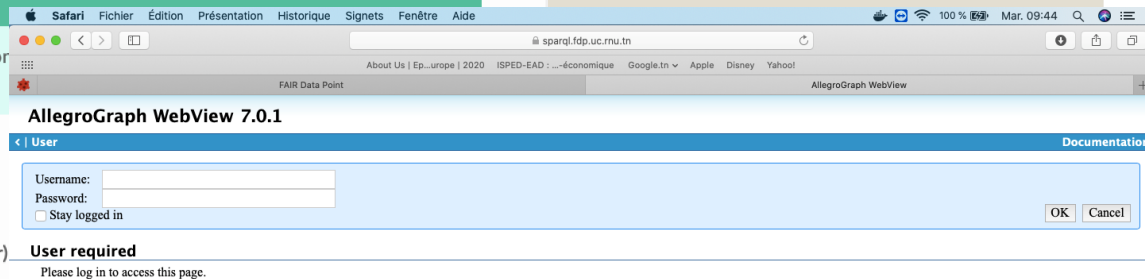 Safari Fichier Édition Présentation Historique Signets Fenêtre Aide 100 % Mar. 09:44
sparql.fdp.uc.rnu.tn
About Us | Ep...urope | 2020 ISPED-EAD : ...-économique Google.tn Apple Disney Yahoo!
FAIR Data Point AllegroGraph WebView
AllegroGraph WebView 7.0.1
< | User Documentation
Username:
Password:
Stay logged in
OK Cancel
User required
Please log in to access this page.